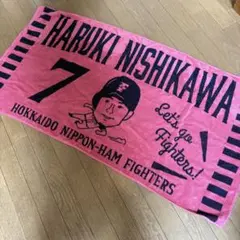 HARUKI NISHIKAWA
7
F
Let's go
Fighters!
HOKKAIDO NIPPON-HAM FIGHTERS